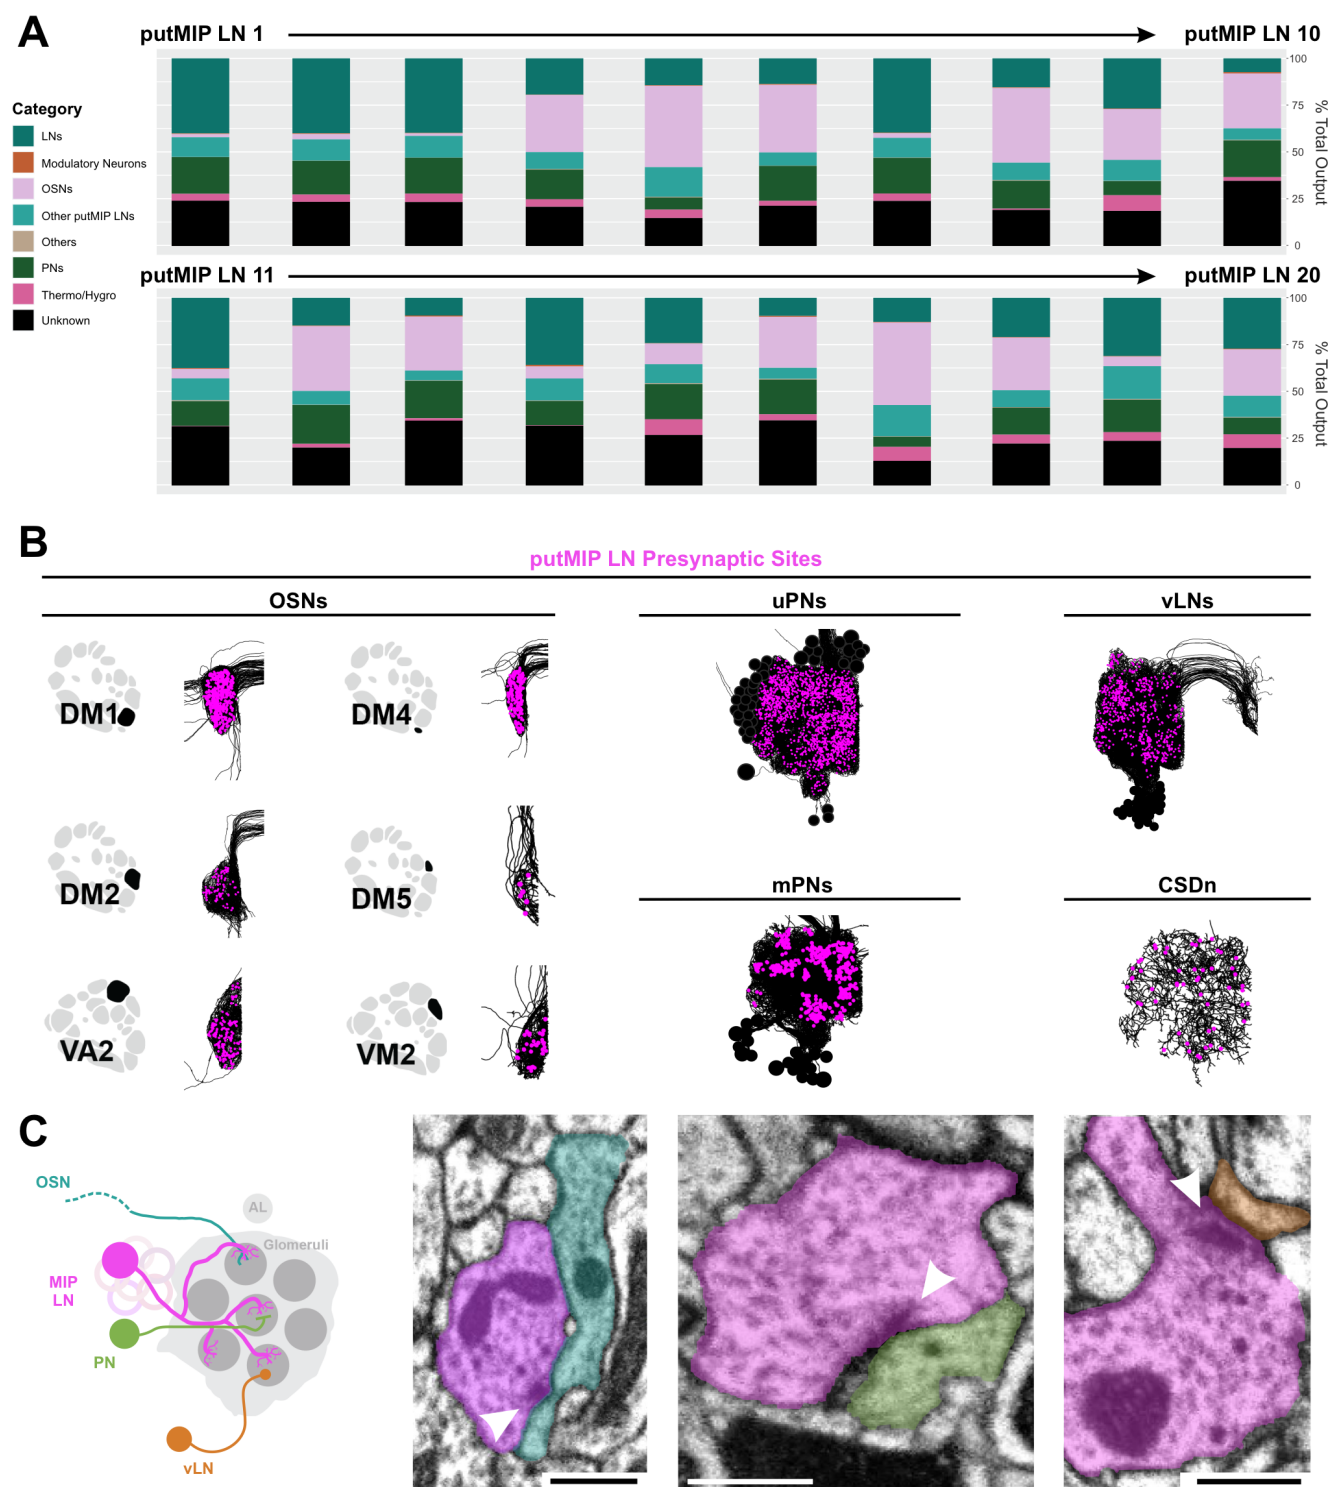 A
putMIP LN 1
putMIP LN 10
Category
LNs
Modulatory Neurons
OSNs
Other putMIP LNs
Others
PNs
Thermo/Hygro
Unknown
100
75
50
25
0
% Total Output
putMIP LN 11
putMIP LN 20
100
75
50
25
0
% Total Output
B
putMIP LN Presynaptic Sites
OSNs
uPNs
vLNs
DM1
DM4
DM2
DM5
mPNs
CSDn
VA2
VM2
C
OSN
AL
Glomeruli
MIP
LN
PN
vLN